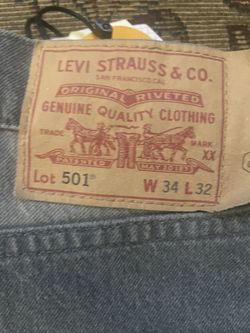 LEVI STRAUSS & CO.
SAN FRANCISCO, CAL.
ORIGINAL RIVETED
GENUINE QUALITY CLOTHING
TRADE MARK
XX
PATENTED MAY 20 1873
Lot 501® W 34 L 32